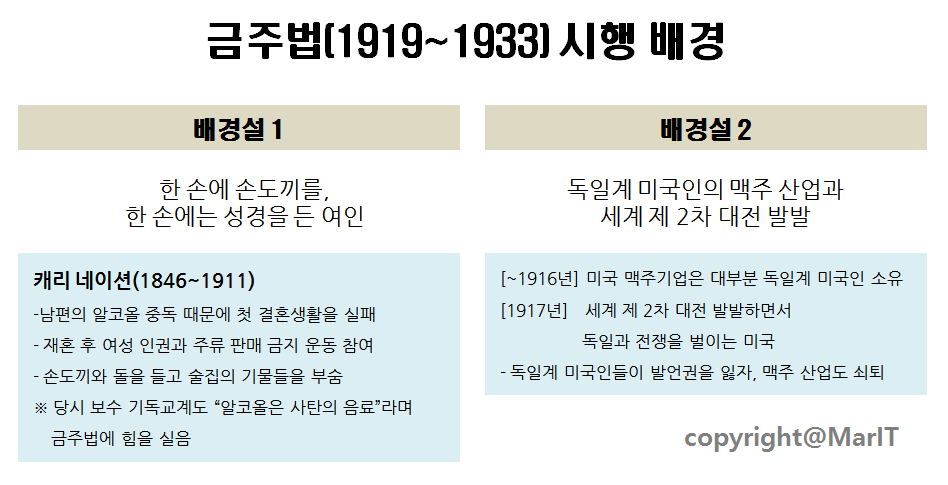 금주법(1919~1933) 시행 배경
배경설 1
한 손에 손도끼를,
한 손에는 성경을 든 여인
캐리 네이션(1846~1911)
-남편의 알코올 중독 때문에 첫 결혼생활을 실패
- 재혼 후 여성 인권과 주류 판매 금지 운동 참여
- 손도끼와 돌을 들고 술집의 기물들을 부숨
※ 당시 보수 기독교계도 “알코올은 사탄의 음료”라며
금주법에 힘을 실음
배경설 2
독일계 미국인의 맥주 산업과
세계 제 2차 대전 발발
[~1916년] 미국 맥주기업은 대부분 독일계 미국인 소유
[1917년] 세계 제 2차 대전 발발하면서
독일과 전쟁을 벌이는 미국
- 독일계 미국인들이 발언권을 잃자, 맥주 산업도 쇠퇴
copyright@MarIT